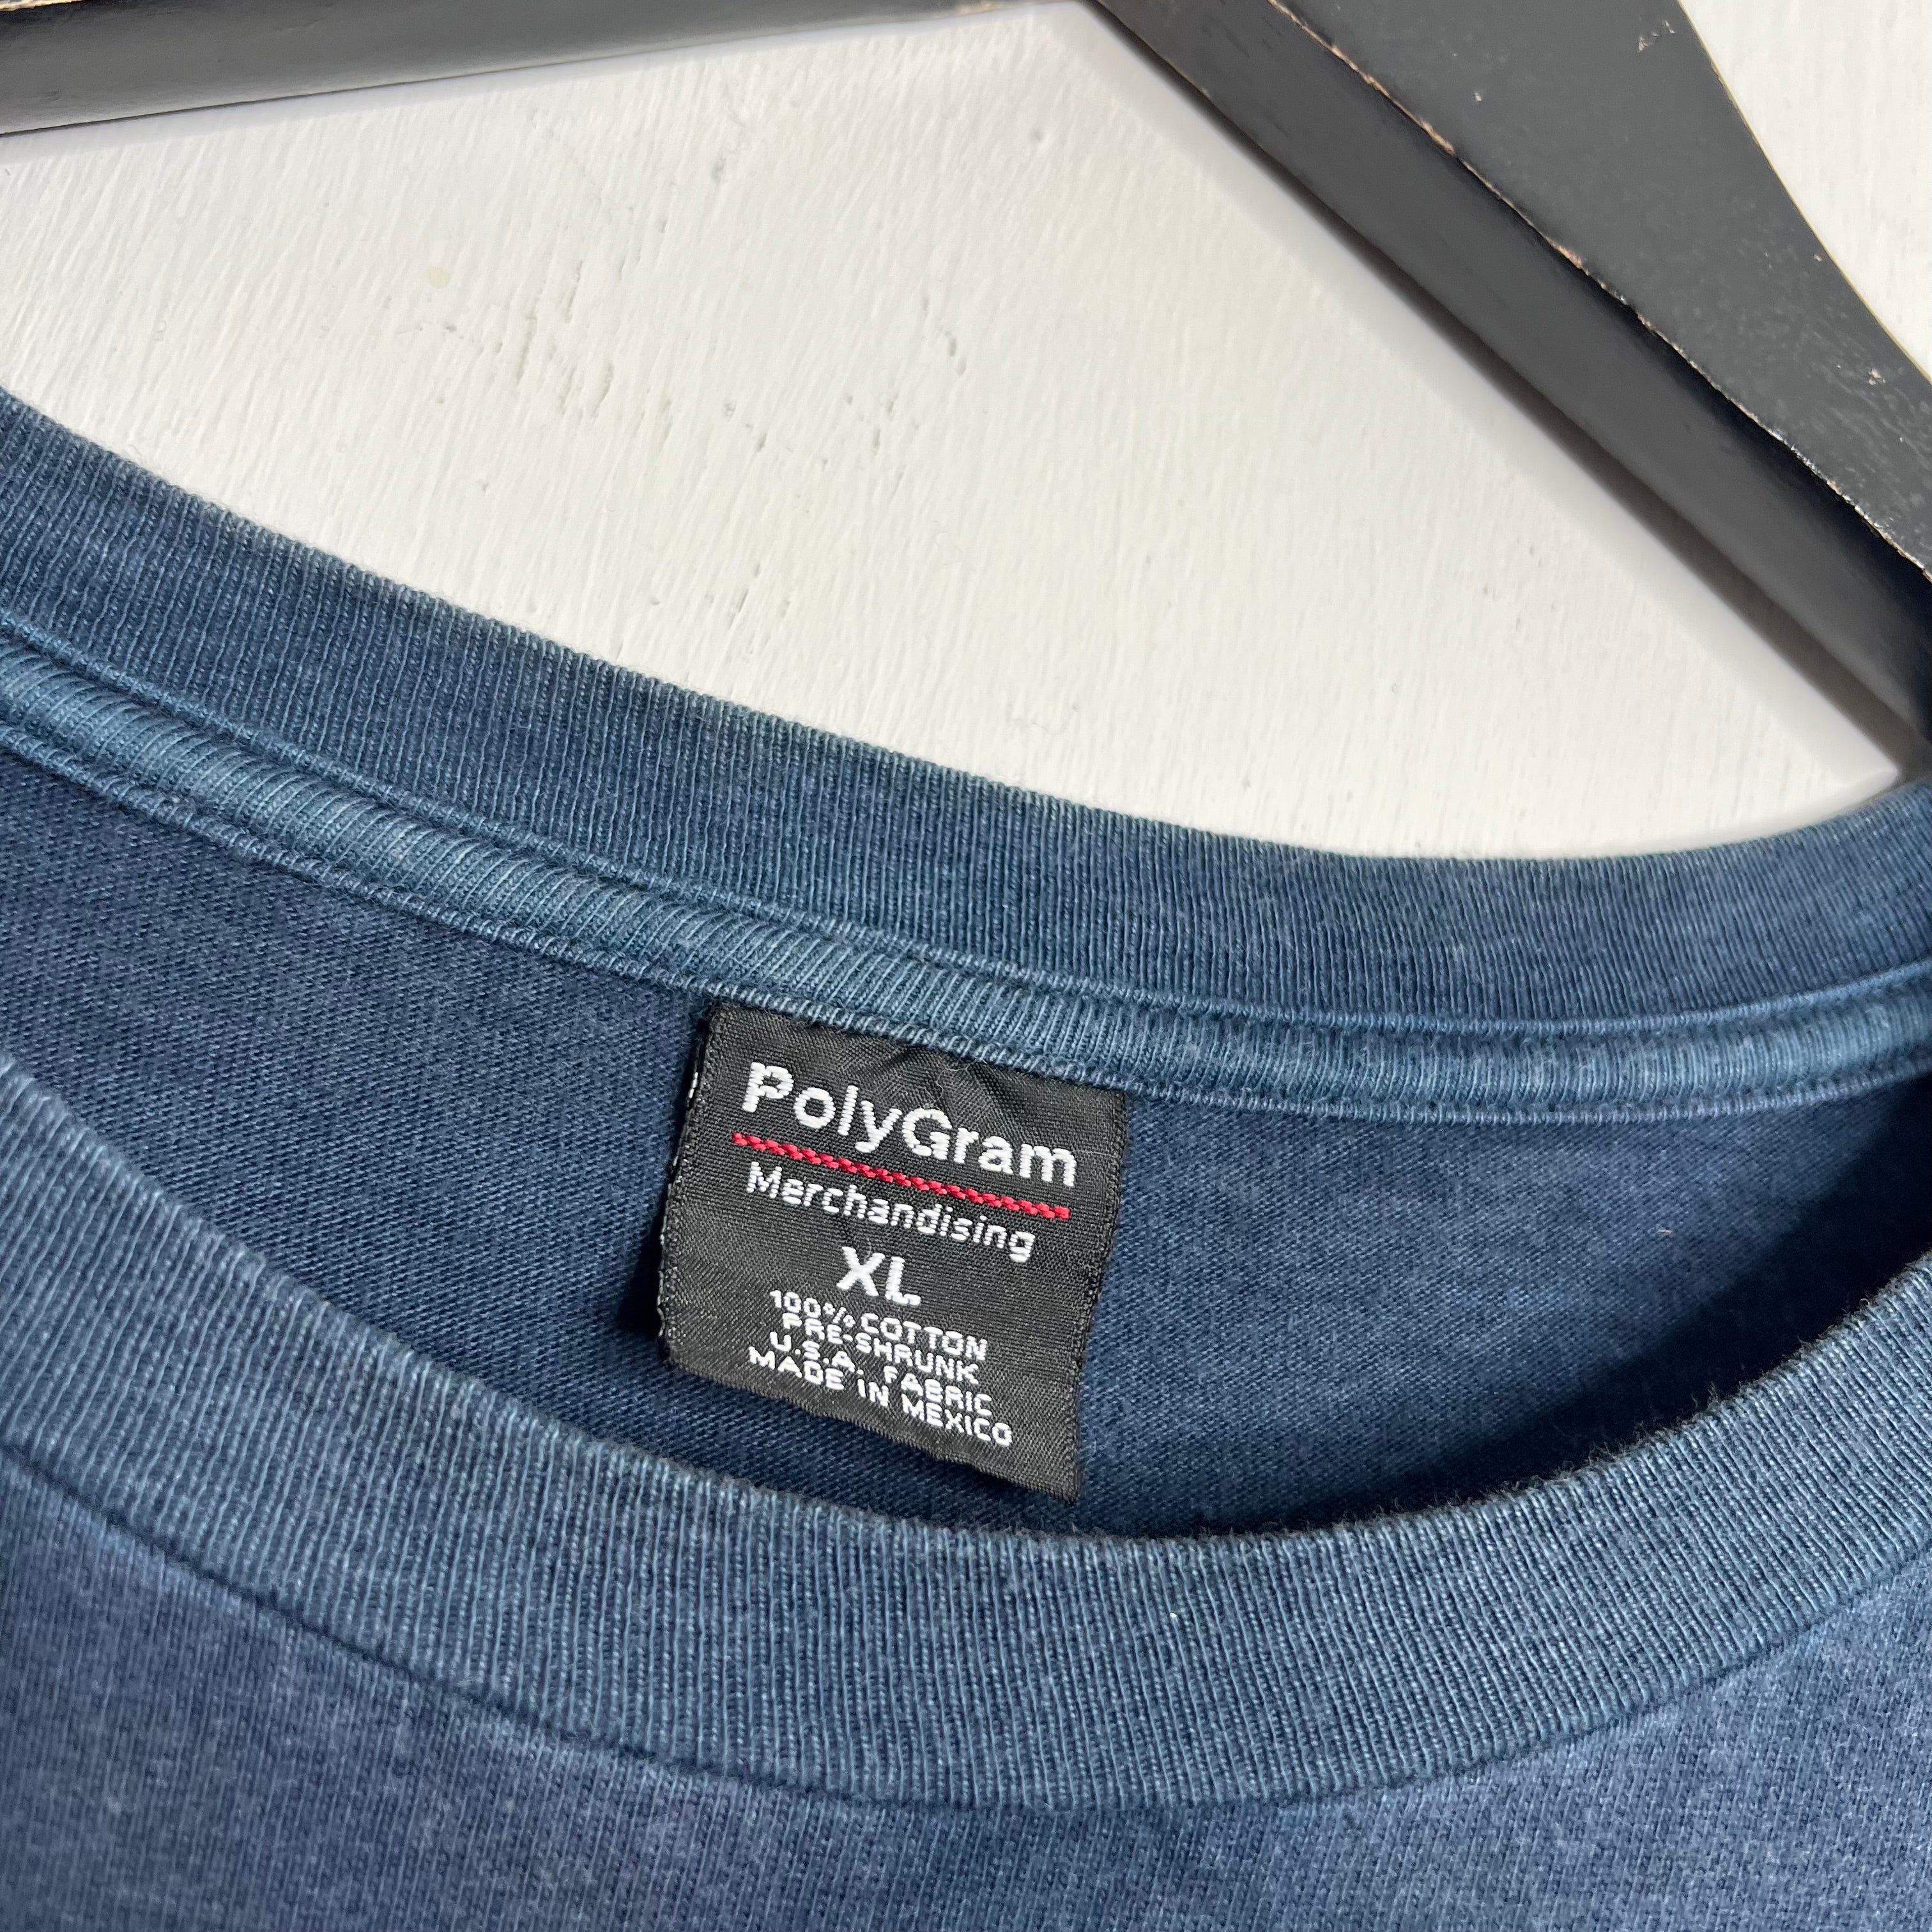 PolyGram
Merchandising
XL
100% COTTON
PRE-SHRUNK
U.S.A. FABRIC
MADE IN MEXICO